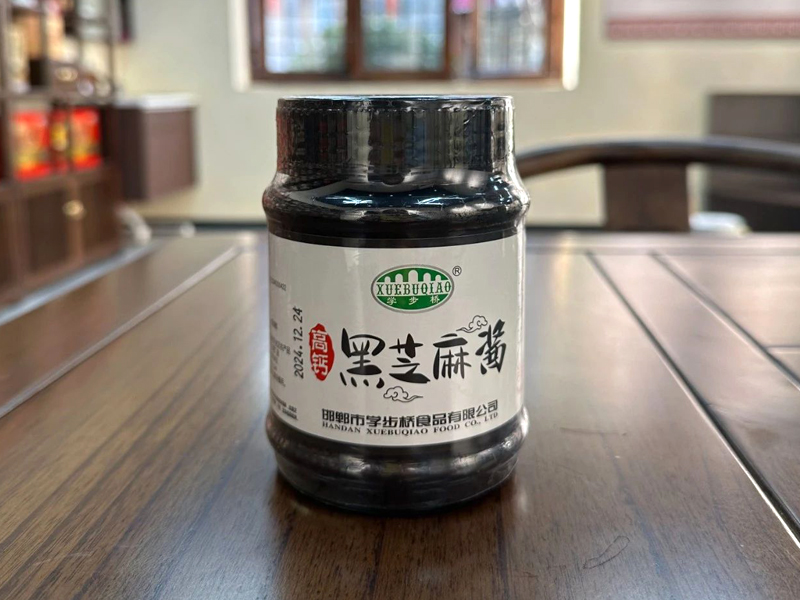 XUEBUQIAO
®
学步桥
2024.12.24
高钙
黑芝麻酱
邯郸市学步桥食品有限公司
HANDAN XUEBUQIAO FOOD CO., LTD